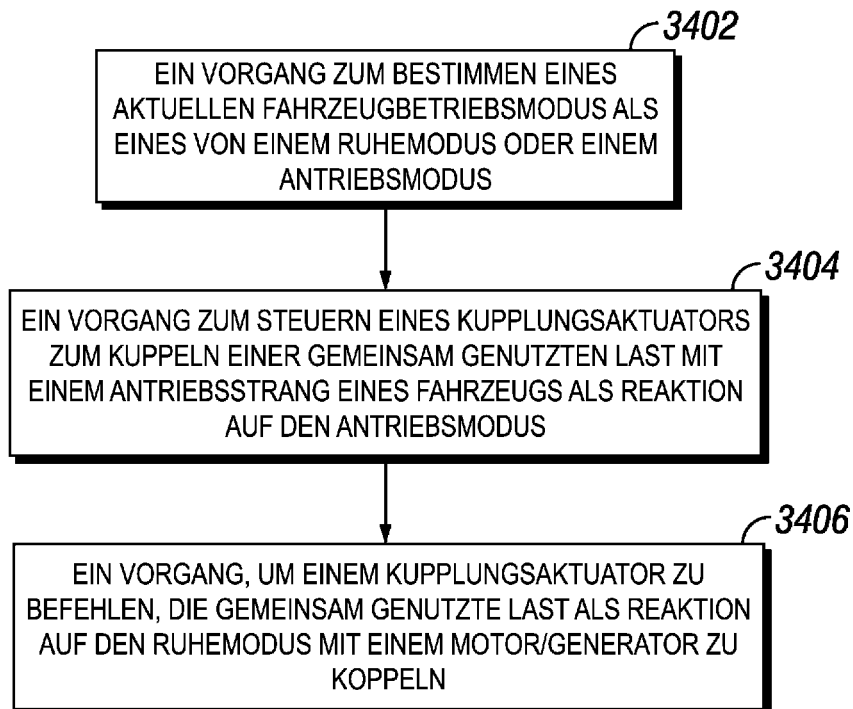 3402
EIN VORGANG ZUM BESTIMMEN EINES
AKTUELLEN FAHRZEUGBETRIEBSMODUS ALS
EINES VON EINEM RUHEMODUS ODER EINEM
ANTRIEBSMODUS
3404
EIN VORGANG ZUM STEUERN EINES KUPPLUNGSAKTUATORS
ZUM KUPPELN EINER GEMEINSAM GENUTZTEN LAST MIT
EINEM ANTRIEBSSTRANG EINES FAHRZEUGS ALS REAKTION
AUF DEN ANTRIEBSMODUS
3406
EIN VORGANG, UM EINEM KUPPLUNGSAKTUATOR ZU
BEFEHLEN, DIE GEMEINSAM GENUTZTE LAST ALS REAKTION
AUF DEN RUHEMODUS MIT EINEM MOTOR/GENERATOR ZU
KOPPELN